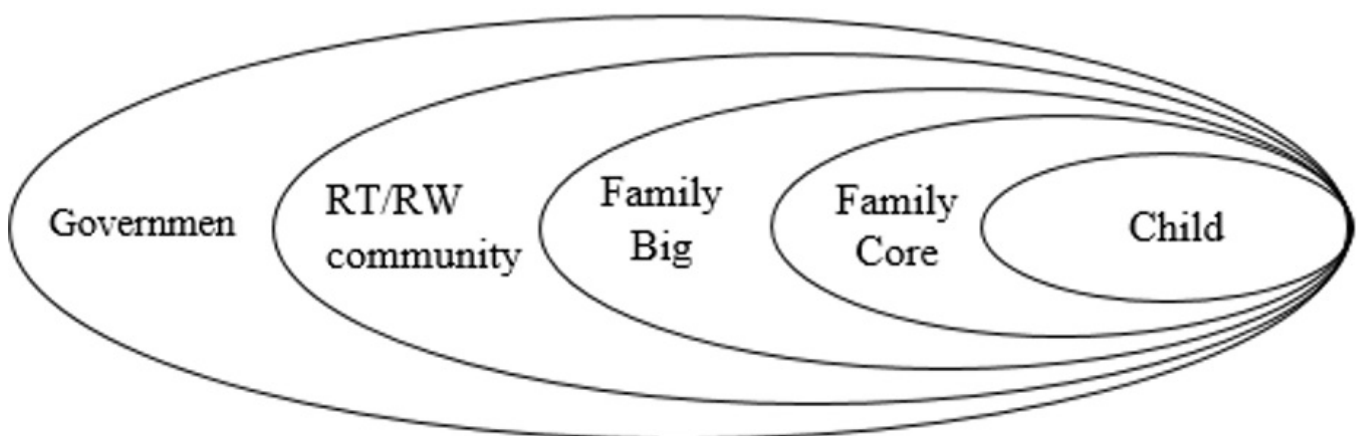 Governmen
RT/RW
community
Family
Big
Family
Core
Child